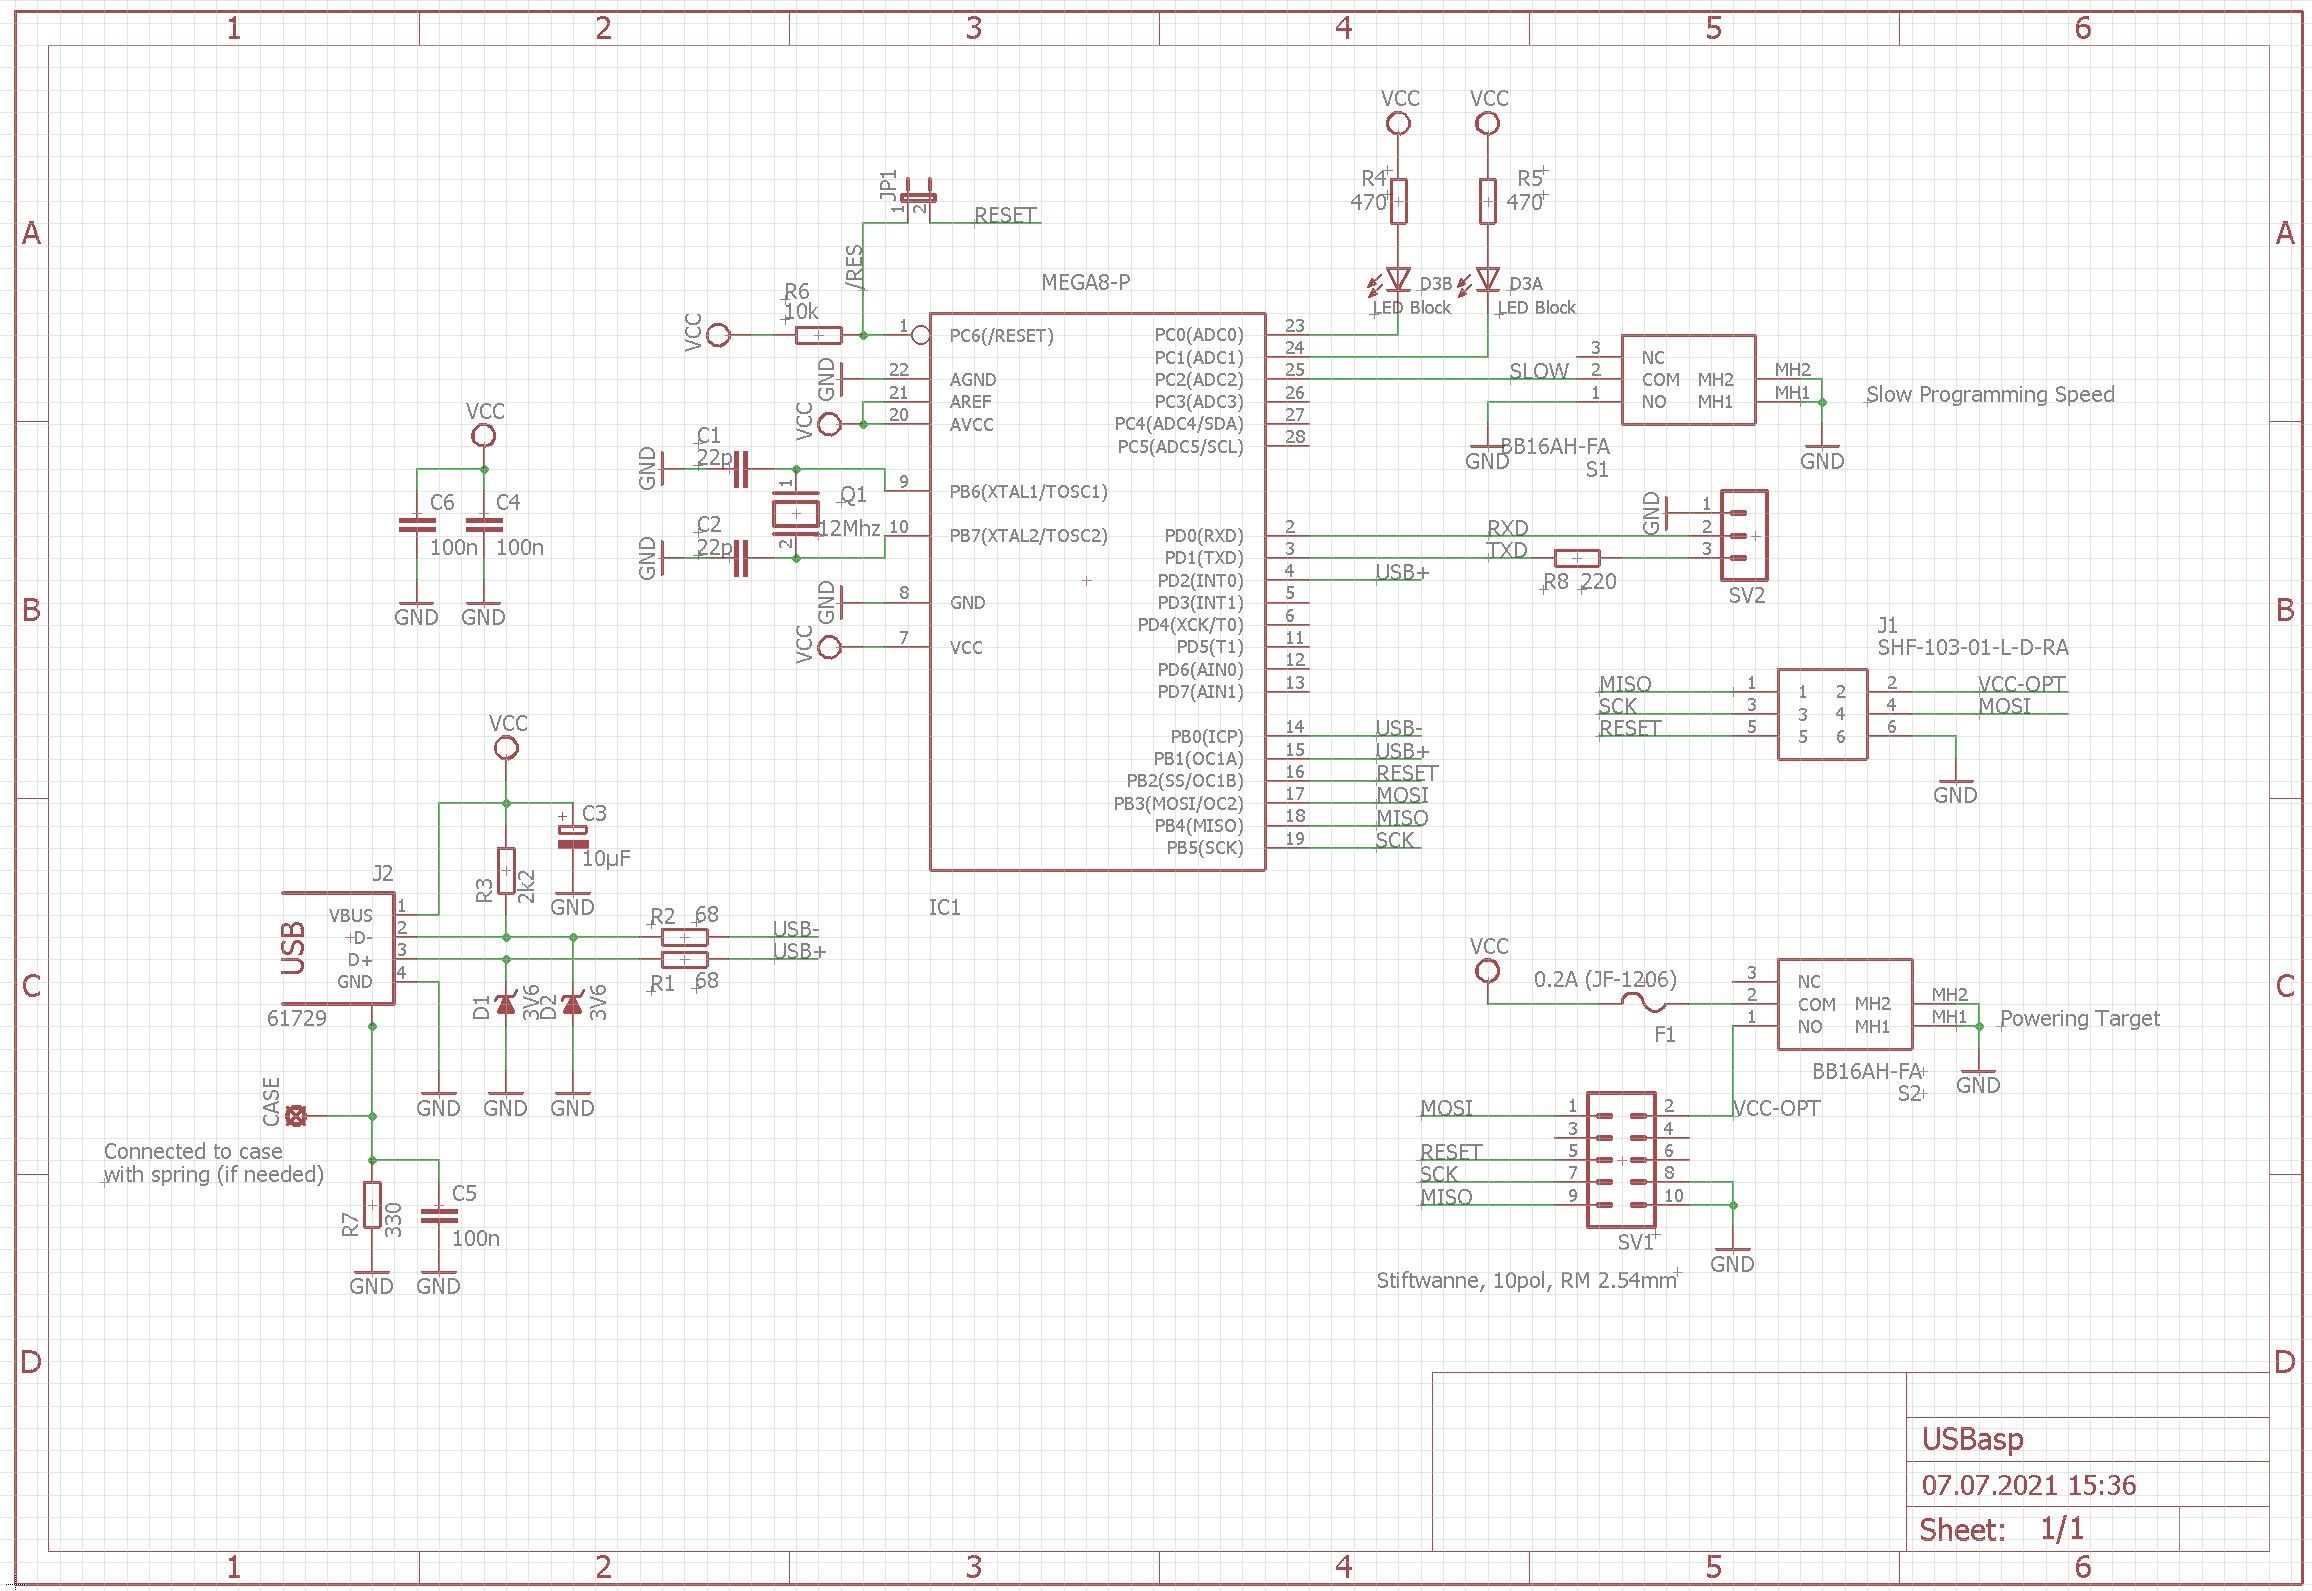 1 2 3 4 5 6
A
B
C
D
A
B
C
D
1 2 3 4 5 6
JP1
1
2
RESET
/RES
MEGA8-P
R6
10k
VCC
1
PC6(/RESET)
GND
22
AGND
21
AREF
VCC
20
AVCC
C1
22p
GND
1
Q1
12Mhz
2
9
PB6(XTAL1/TOSC1)
C2
22p
GND
10
PB7(XTAL2/TOSC2)
GND
8
GND
VCC
7
VCC
PC0(ADC0) 23
PC1(ADC1) 24
PC2(ADC2) 25
PC3(ADC3) 26
PC4(ADC4/SDA) 27
PC5(ADC5/SCL) 28
PD0(RXD) 2 RXD
PD1(TXD) 3 TXD
PD2(INT0) 4 USB+
PD3(INT1) 5
PD4(XCK/T0) 6
PD5(T1) 11
PD6(AIN0) 12
PD7(AIN1) 13
PB0(ICP) 14 USB-
PB1(OC1A) 15 USB+
PB2(SS/OC1B) 16 RESET
PB3(MOSI/OC2) 17 MOSI
PB4(MISO) 18 MISO
PB5(SCK) 19 SCK
IC1
VCC VCC
R4
470
R5
470
D3B
LED Block
D3A
LED Block
SLOW
3 NC
2 COM MH2 MH2
1 NO MH1 MH1
Slow Programming Speed
GND
BB16AH-FA
S1
GND
GND
1
2
3
R8 220
SV2
J1
SHF-103-01-L-D-RA
MISO 1 1 2 2 VCC-OPT
SCK 3 3 4 4 MOSI
RESET 5 5 6 6
GND
VCC
C6
100n
C4
100n
GND GND
VCC
C3
+
10µF
GND
R3
2k2
J2
USB
VBUS 1
D- 2
D+ 3
GND 4
61729
R2 68
USB-
USB+
R1 68
D1
3V6
D2
3V6
GND GND GND
CASE
Connected to case
with spring (if needed)
R7
330
C5
100n
GND GND
VCC
0.2A (JF-1206)
F1
3 NC
2 COM MH2 MH2
1 NO MH1 MH1
Powering Target
BB16AH-FA
S2
GND
MOSI 1 2 VCC-OPT
3 4
RESET 5 6
SCK 7 8
MISO 9 10
SV1
GND
Stiftwanne, 10pol, RM 2.54mm
USBasp
07.07.2021 15:36
Sheet: 1/1